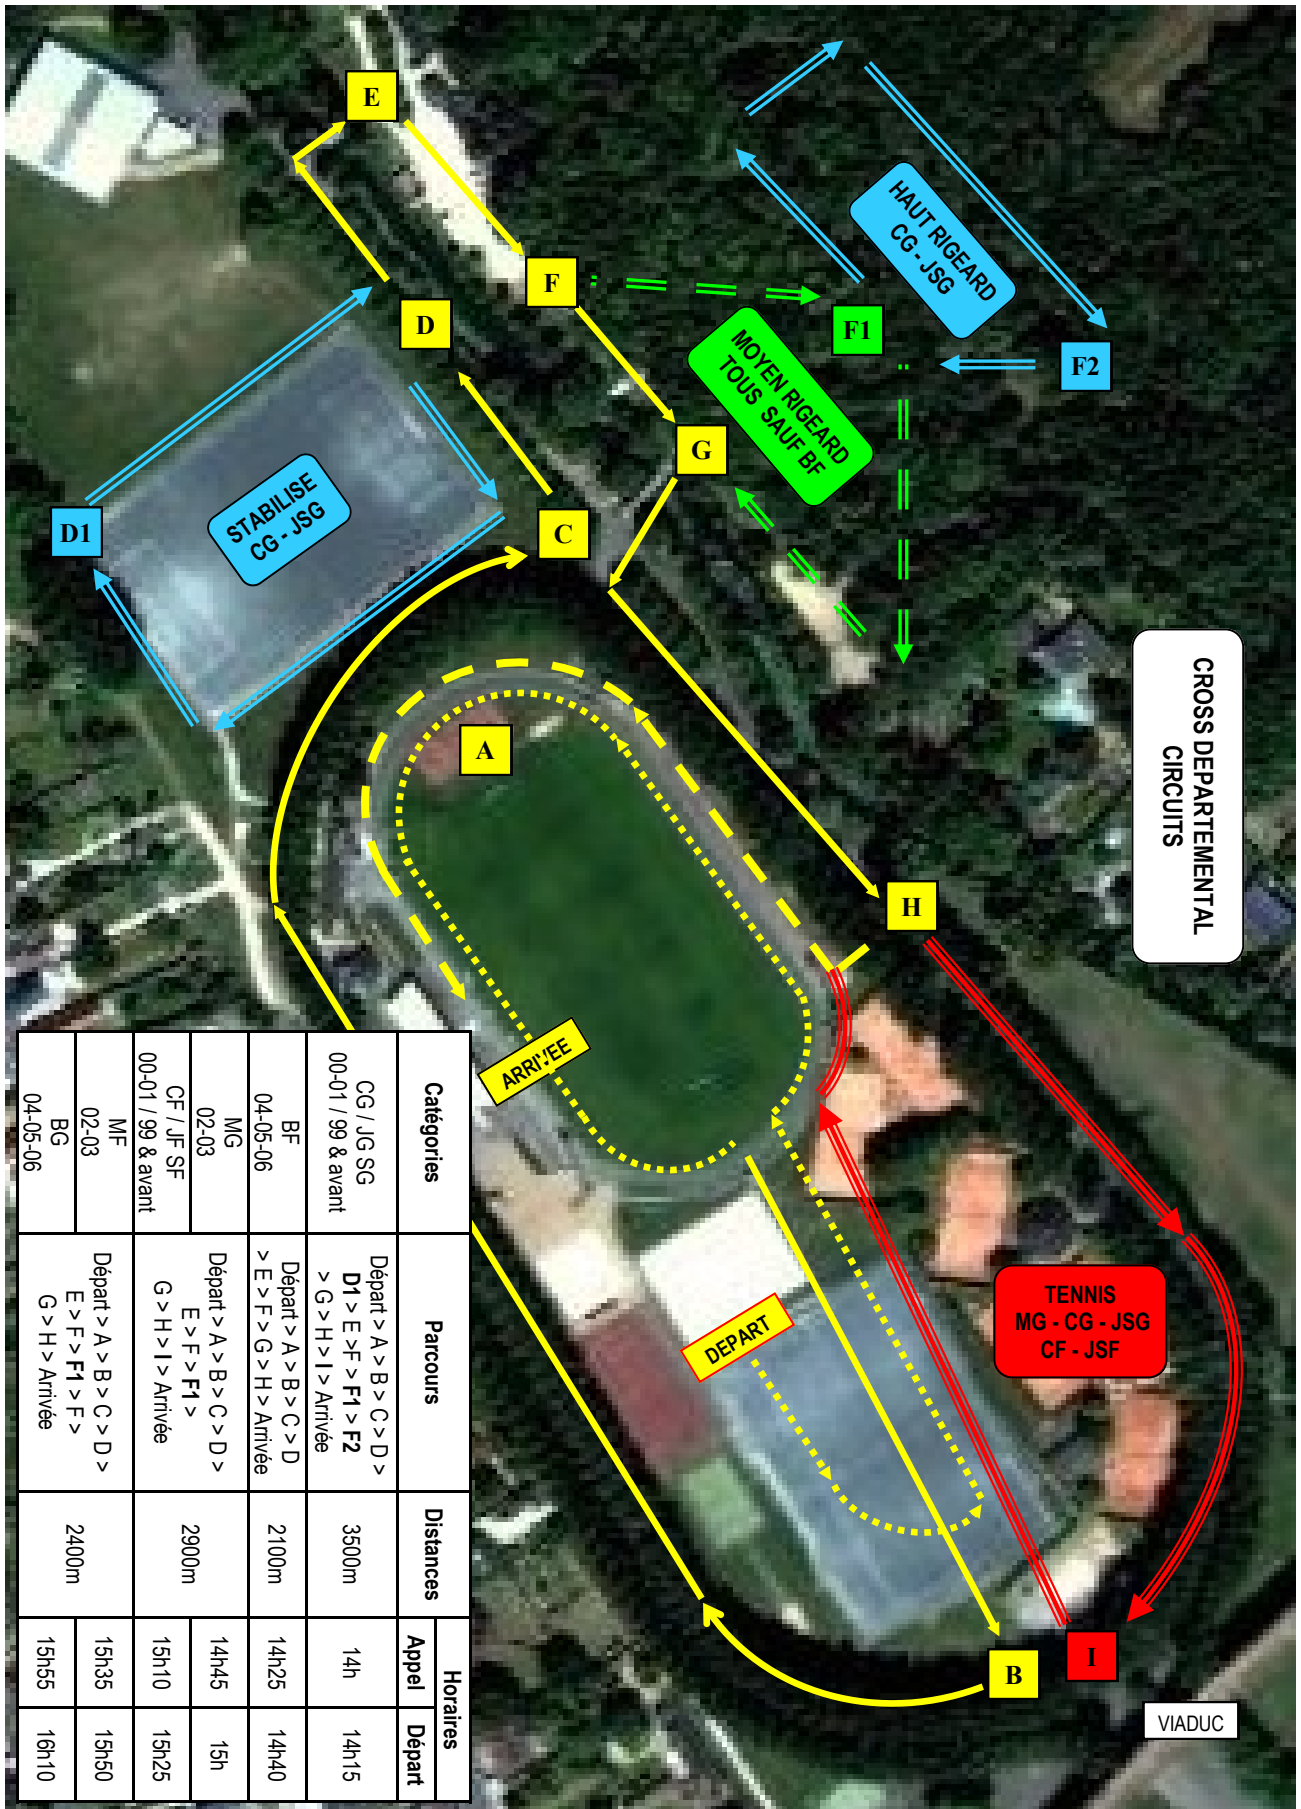 CROSS DEPARTEMENTAL
CIRCUITS
E
F
D
G
C
D1
F1
F2
A
H
B
I
HAUT RIGEARD
CG - JSG
MOYEN RIGEARD
TOUS SAUF BF
STABILISE
CG - JSG
ARRIVEE
DEPART
TENNIS
MG - CG - JSG
CF - JSF
VIADUC
Catégories
Parcours
Distances
Horaires
Appel
Départ
CG / JG SG
00-01 / 99 & avant
Départ > A > B > C > D >
D1 > E >F > F1 > F2
> G > H > I > Arrivée
3500m
14h
14h15
BF
04-05-06
Départ > A > B > C > D
> E > F > G > H > Arrivée
2100m
14h25
14h40
MG
02-03
Départ > A > B > C > D >
E > F > F1 >
G > H > I > Arrivée
2900m
14h45
15h
CF / JF SF
00-01 / 99 & avant
15h10
15h25
MF
02-03
Départ > A > B > C > D >
E > F > F1 > F >
G > H > Arrivée
2400m
15h35
15h50
BG
04-05-06
15h55
16h10